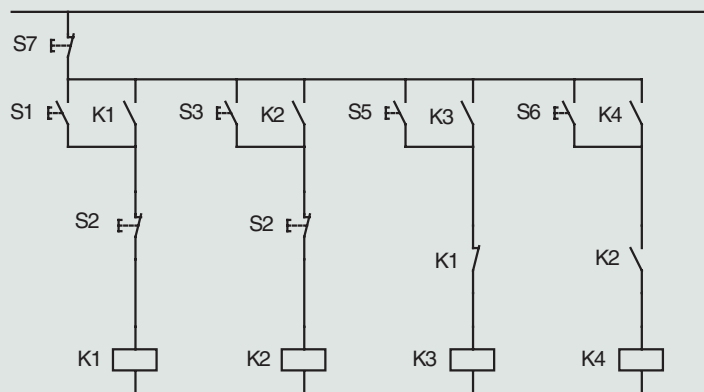 S7
S1 K1 S3 K2 S5 K3 S6 K4
S2 S2
K1 K2
K1 K2 K3 K4